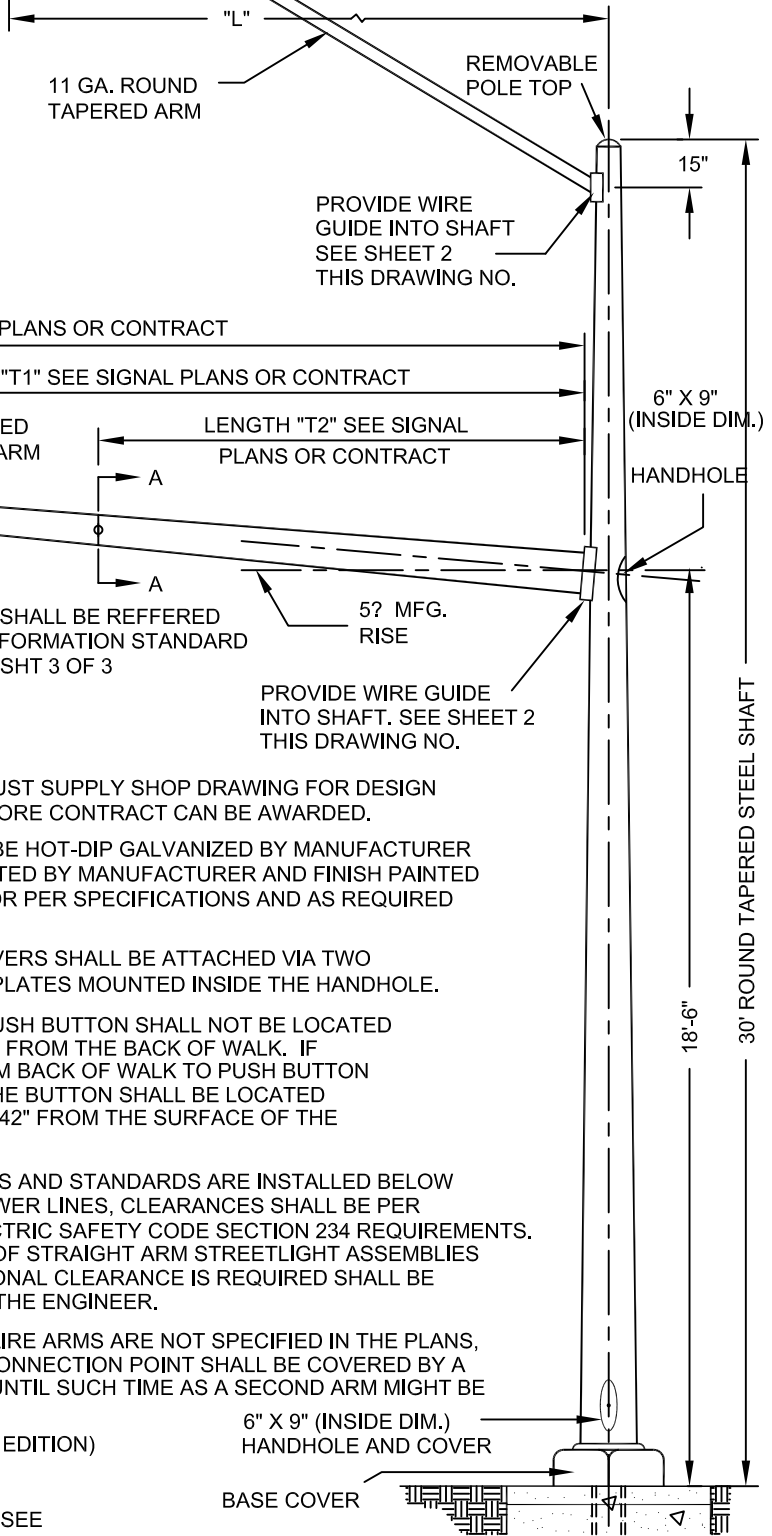 "L"
11 GA. ROUND
TAPERED ARM
REMOVABLE
POLE TOP
15"
PROVIDE WIRE
GUIDE INTO SHAFT
SEE SHEET 2
THIS DRAWING NO.
PLANS OR CONTRACT
"T1" SEE SIGNAL PLANS OR CONTRACT
LENGTH "T2" SEE SIGNAL
PLANS OR CONTRACT
ED
ARM
6" X 9"
(INSIDE DIM.)
HANDHOLE
A
A
SHALL BE REFFERED
FORMATION STANDARD
SHT 3 OF 3
5? MFG.
RISE
PROVIDE WIRE GUIDE
INTO SHAFT. SEE SHEET 2
THIS DRAWING NO.
UST SUPPLY SHOP DRAWING FOR DESIGN
ORE CONTRACT CAN BE AWARDED.
BE HOT-DIP GALVANIZED BY MANUFACTURER
TED BY MANUFACTURER AND FINISH PAINTED
OR PER SPECIFICATIONS AND AS REQUIRED
VERS SHALL BE ATTACHED VIA TWO
PLATES MOUNTED INSIDE THE HANDHOLE.
USH BUTTON SHALL NOT BE LOCATED
FROM THE BACK OF WALK. IF
M BACK OF WALK TO PUSH BUTTON
HE BUTTON SHALL BE LOCATED
42" FROM THE SURFACE OF THE
S AND STANDARDS ARE INSTALLED BELOW
WER LINES, CLEARANCES SHALL BE PER
CTRIC SAFETY CODE SECTION 234 REQUIREMENTS.
OF STRAIGHT ARM STREETLIGHT ASSEMBLIES
ONAL CLEARANCE IS REQUIRED SHALL BE
THE ENGINEER.
IRE ARMS ARE NOT SPECIFIED IN THE PLANS,
ONNECTION POINT SHALL BE COVERED BY A
UNTIL SUCH TIME AS A SECOND ARM MIGHT BE
EDITION)
6" X 9" (INSIDE DIM.)
HANDHOLE AND COVER
BASE COVER
SEE
18'-6"
30' ROUND TAPERED STEEL SHAFT